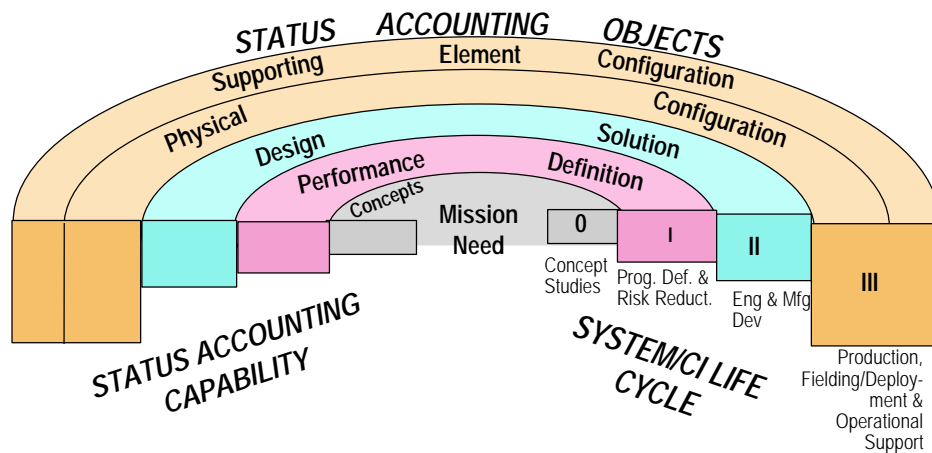 STATUS ACCOUNTING OBJECTS
Supporting Element Configuration
Physical Configuration
Design Solution
Performance Definition
Concepts
Mission
Need
0
I
II
III
Concept
Studies
Prog. Def. &
Risk Reduct.
Eng & Mfg
Dev
Production,
Fielding/Deploy-
ment &
Operational
Support
STATUS ACCOUNTING
CAPABILITY
SYSTEM/CI LIFE
CYCLE